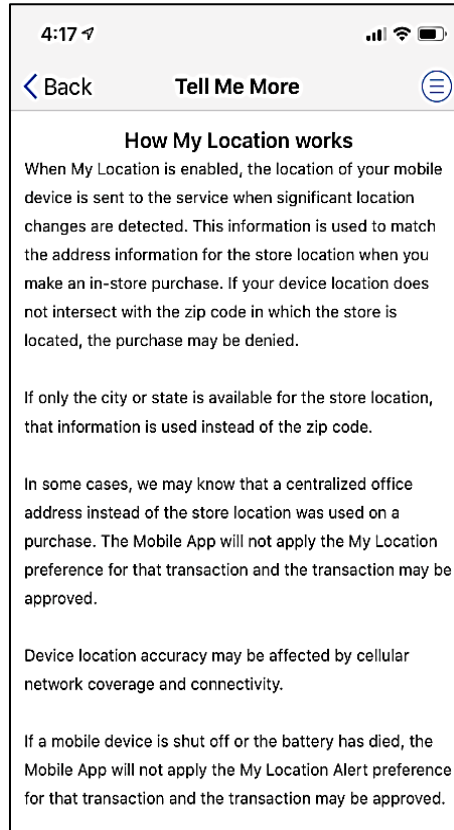 4:17
Back
Tell Me More
How My Location works
When My Location is enabled, the location of your mobile
device is sent to the service when significant location
changes are detected. This information is used to match
the address information for the store location when you
make an in-store purchase. If your device location does
not intersect with the zip code in which the store is
located, the purchase may be denied.
If only the city or state is available for the store location,
that information is used instead of the zip code.
In some cases, we may know that a centralized office
address instead of the store location was used on a
purchase. The Mobile App will not apply the My Location
preference for that transaction and the transaction may be
approved.
Device location accuracy may be affected by cellular
network coverage and connectivity.
If a mobile device is shut off or the battery has died, the
Mobile App will not apply the My Location Alert preference
for that transaction and the transaction may be approved.